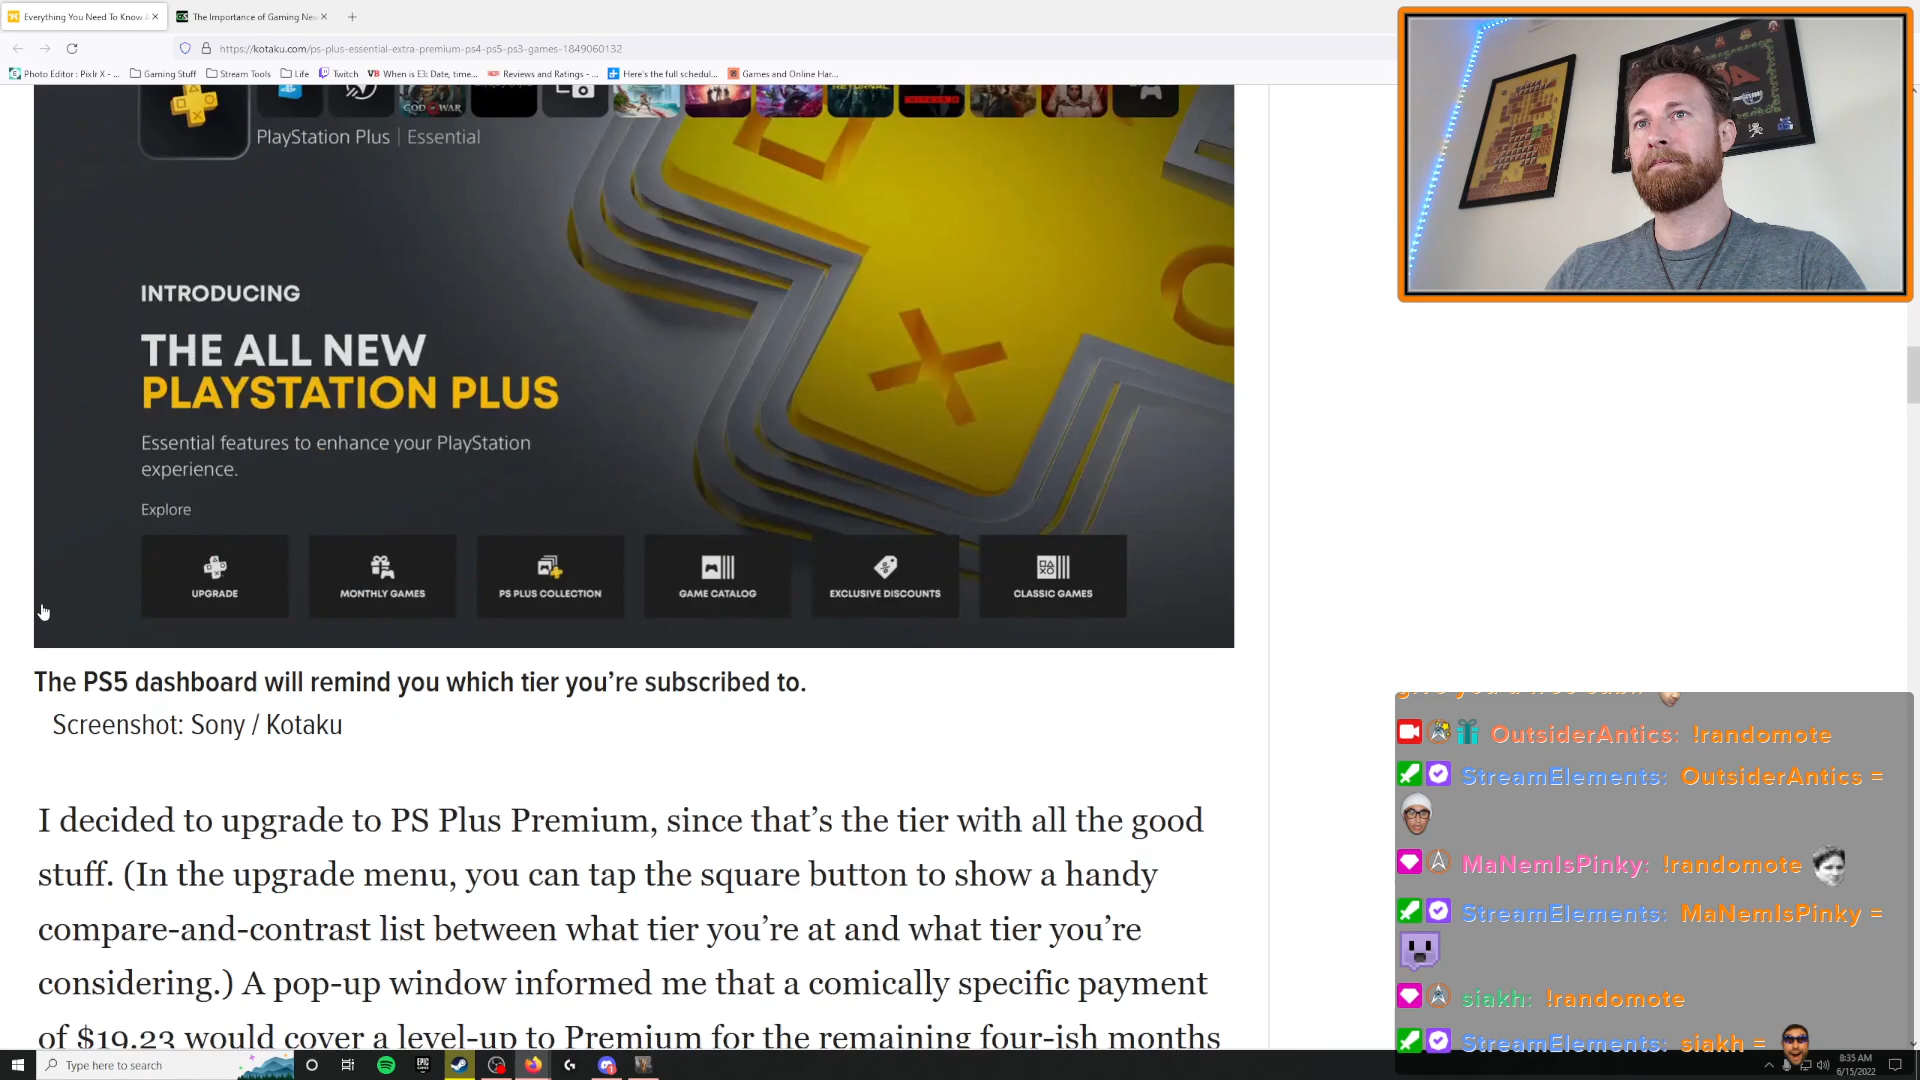 Everything You Need To Know
The Importance of Gaming New
https://kotaku.com/ps-plus-essential-extra-premium-ps4-ps5-ps3-games-1849060132
Photo Editor : Pixlr X - ...
Gaming Stuff
Stream Tools
Life
Twitch
When is E3: Date, time...
Reviews and Ratings - ...
Here's the full schedul...
Games and Online Har...
GOD OF WAR
RETURNAL
PlayStation Plus | Essential
INTRODUCING
THE ALL NEW
PLAYSTATION PLUS
Essential features to enhance your PlayStation
experience.
Explore
UPGRADE
MONTHLY GAMES
PS PLUS COLLECTION
GAME CATALOG
EXCLUSIVE DISCOUNTS
CLASSIC GAMES
The PS5 dashboard will remind you which tier you're subscribed to.
Screenshot: Sony / Kotaku
I decided to upgrade to PS Plus Premium, since that's the tier with all the good
stuff. (In the upgrade menu, you can tap the square button to show a handy
compare-and-contrast list between what tier you're at and what tier you're
considering.) A pop-up window informed me that a comically specific payment
of $19.23 would cover a level-up to Premium for the remaining four-ish months
OutsiderAntics: !randomote
StreamElements: OutsiderAntics =
MaNemIsPinky: !randomote
StreamElements: MaNemIsPinky =
siakh: !randomote
StreamElements: siakh =
Type here to search
8:35 AM
6/15/2022